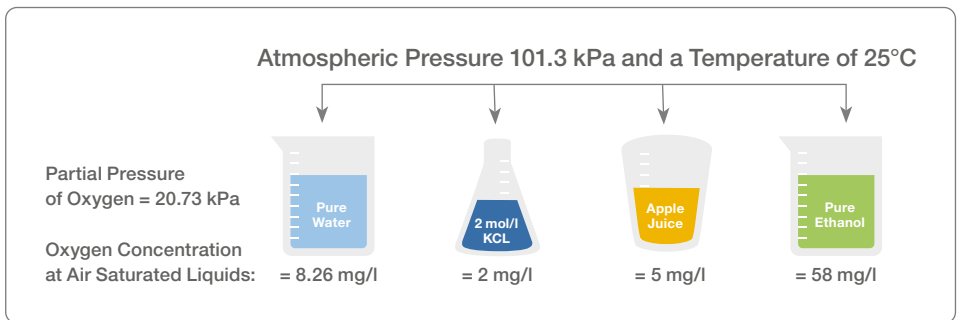 Atmospheric Pressure 101.3 kPa and a Temperature of 25°C
Partial Pressure
of Oxygen = 20.73 kPa
Pure
Water
2 mol/l
KCL
Apple
Juice
Pure
Ethanol
Oxygen Concentration
at Air Saturated Liquids:
= 8.26 mg/l
= 2 mg/l
= 5 mg/l
= 58 mg/l